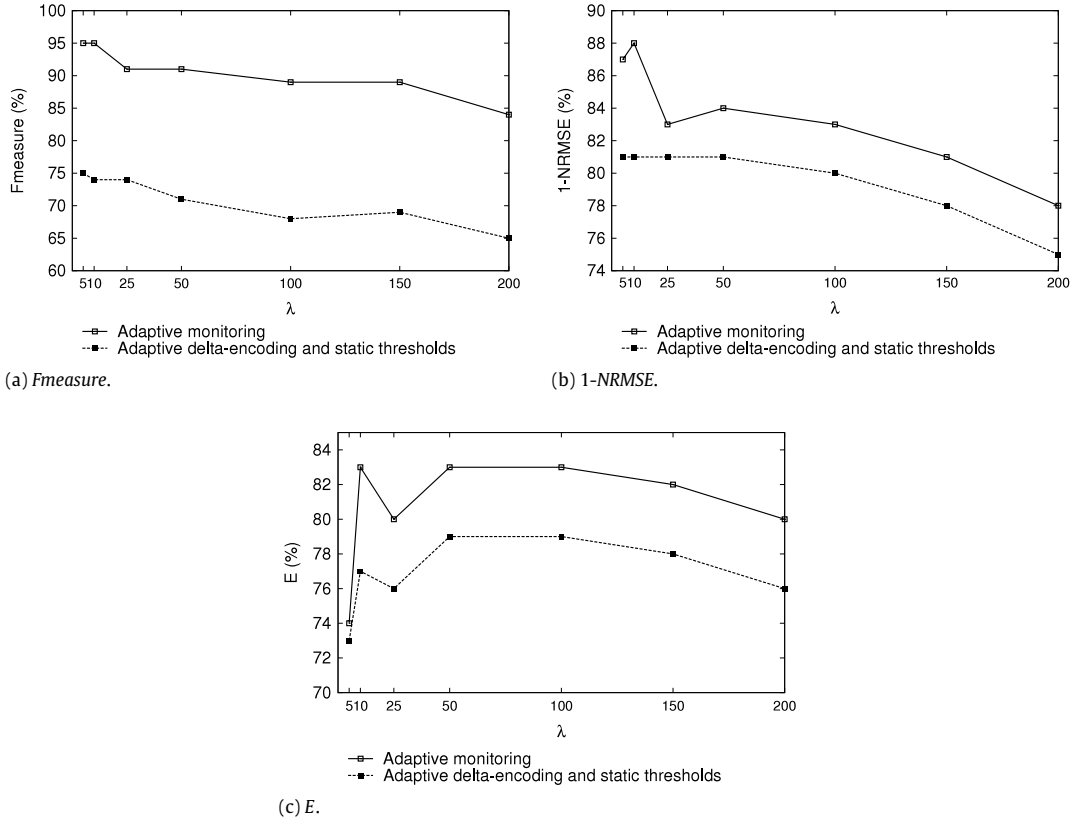 100
95
90
85
80
75
70
65
60
Fmeasure (%)
5 10 25 50 100 150 200
λ
Adaptive monitoring
Adaptive delta-encoding and static thresholds
(a) Fmeasure.
90
88
86
84
82
80
78
76
74
1-NRMSE (%)
5 10 25 50 100 150 200
λ
Adaptive monitoring
Adaptive delta-encoding and static thresholds
(b) 1-NRMSE.
84
82
80
78
76
74
72
70
E (%)
5 10 25 50 100 150 200
λ
Adaptive monitoring
Adaptive delta-encoding and static thresholds
(c) E.